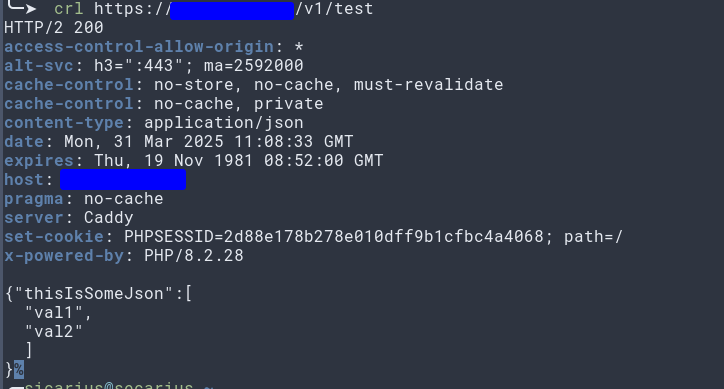 crl https:// /v1/test
HTTP/2 200
access-control-allow-origin: *
alt-svc: h3=":443"; ma=2592000
cache-control: no-store, no-cache, must-revalidate
cache-control: no-cache, private
content-type: application/json
date: Mon, 31 Mar 2025 11:08:33 GMT
expires: Thu, 19 Nov 1981 08:52:00 GMT
host:
pragma: no-cache
server: Caddy
set-cookie: PHPSESSID=2d88e178b278e010dff9b1cfbc4a4068; path=/
x-powered-by: PHP/8.2.28
{"thisIsSomeJson":[
"val1",
"val2"
]
}%
sicarius@socarius ~